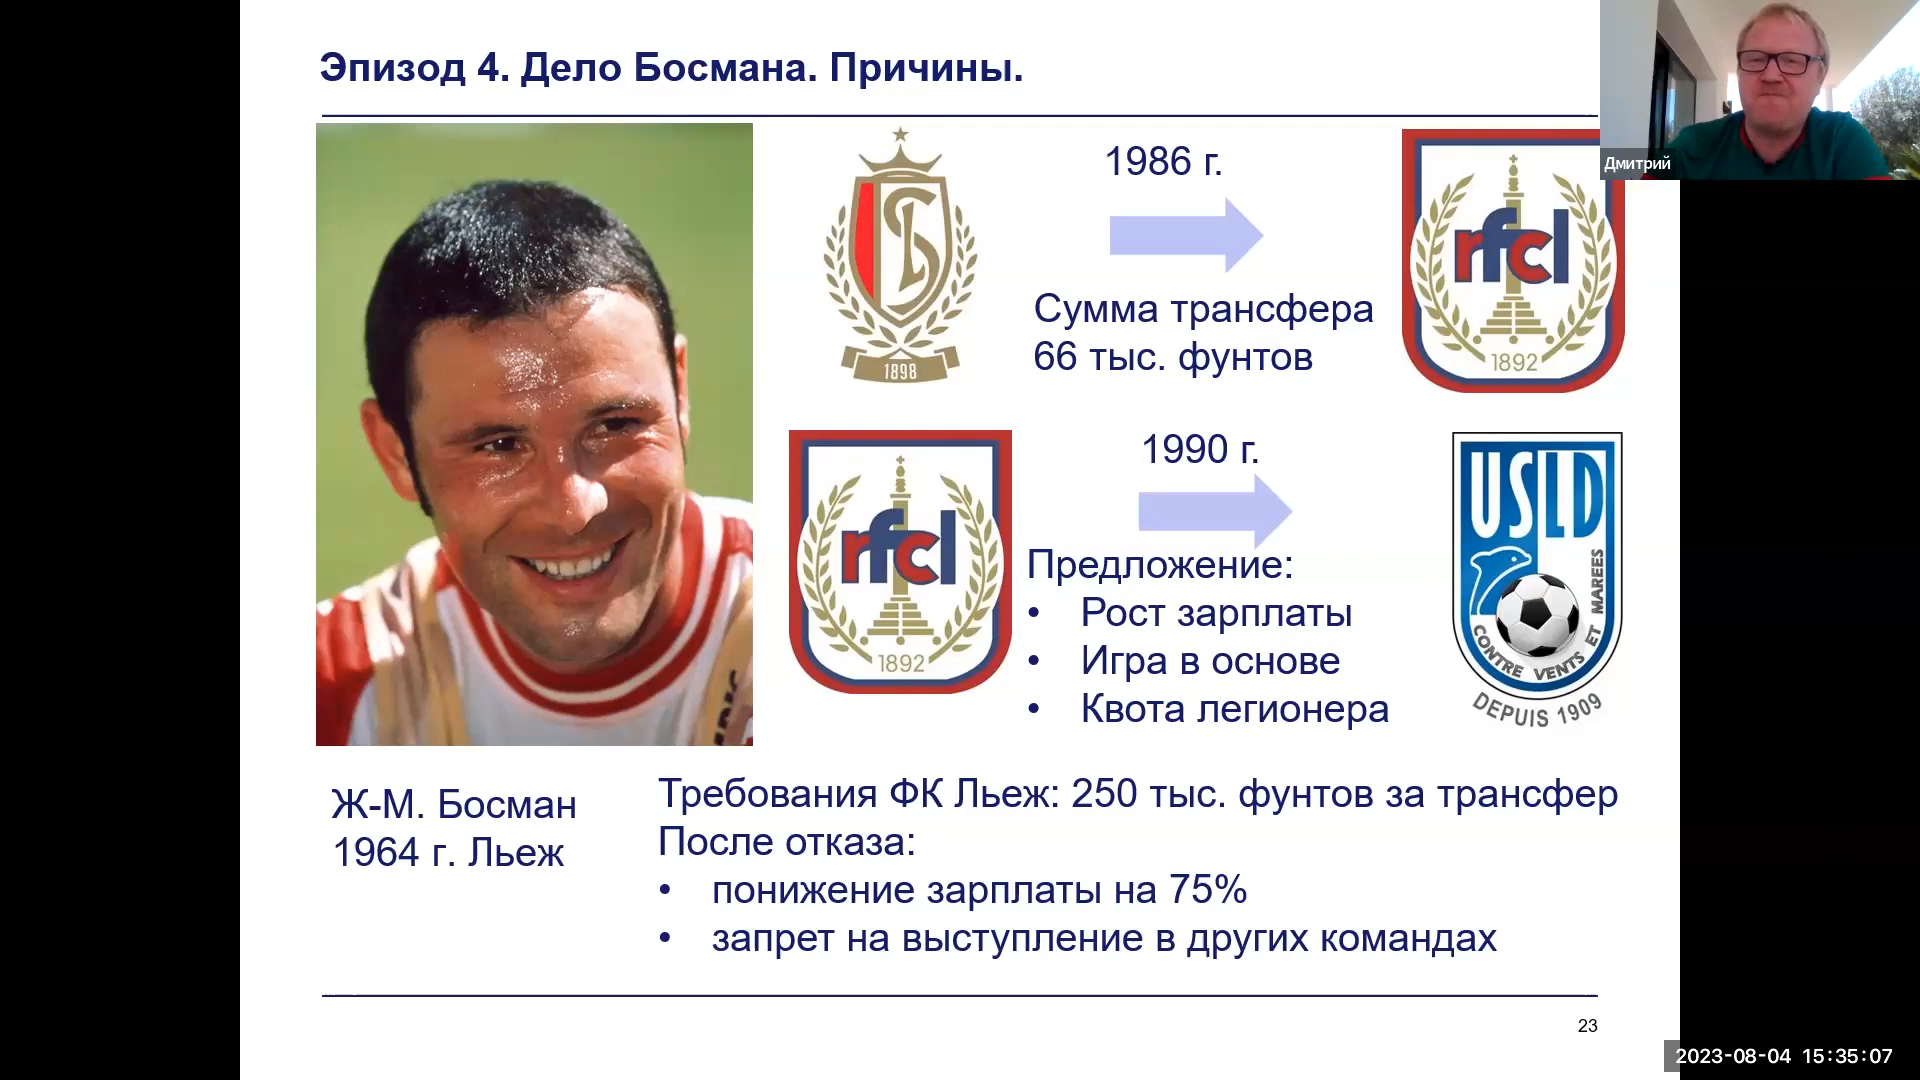 Эпизод 4. Дело Босмана. Причины.
Дмитрий
1986 г.
Сумма трансфера
66 тыс. фунтов
1898
rfcl
1892
1990 г.
Предложение:
• Рост зарплаты
• Игра в основе
• Квота легионера
rfcl
1892
USLD
CONTRE VENTS ET MAREES
DEPUIS 1909
Ж-М. Босман
1964 г. Льеж
Требования ФК Льеж: 250 тыс. фунтов за трансфер
После отказа:
• понижение зарплаты на 75%
• запрет на выступление в других командах
23
2023-08-04 15:35:07